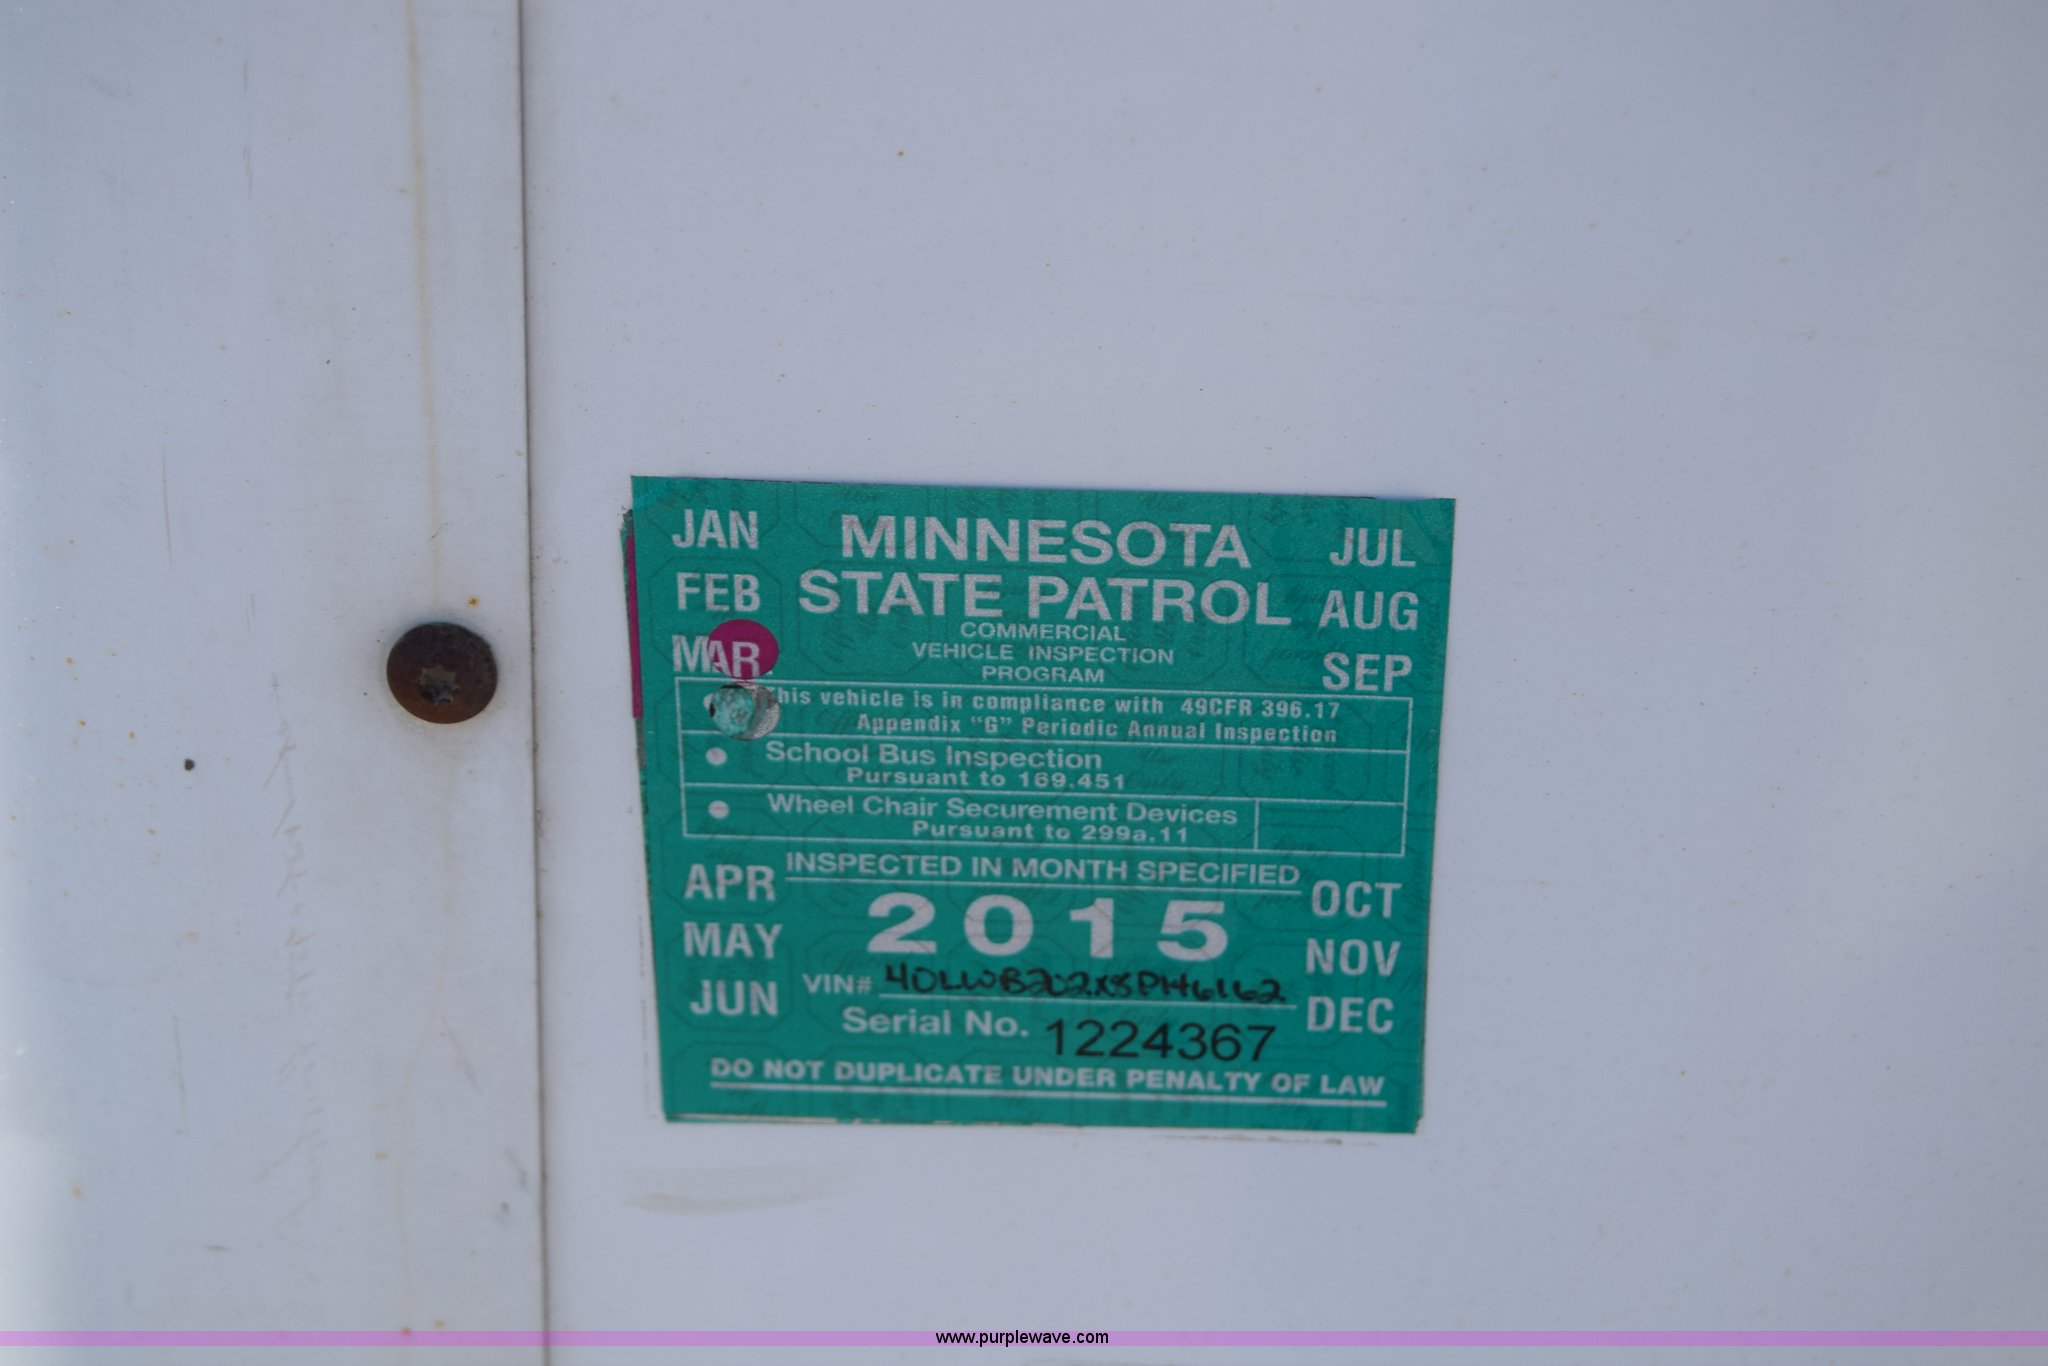 JAN
FEB
MAR
MINNESOTA
STATE PATROL
COMMERCIAL
VEHICLE INSPECTION
PROGRAM
JUL
AUG
SEP
his vehicle is in compliance with 49CFR 396.17
Appendix "G" Periodic Annual Inspection
School Bus Inspection
Pursuant to 169.451
Wheel Chair Securement Devices
Pursuant to 299a.11
APR
MAY
JUN
INSPECTED IN MONTH SPECIFIED
2015
VIN#
Serial No. 1224367
OCT
NOV
DEC
DO NOT DUPLICATE UNDER PENALTY OF LAW
www.purplewave.com